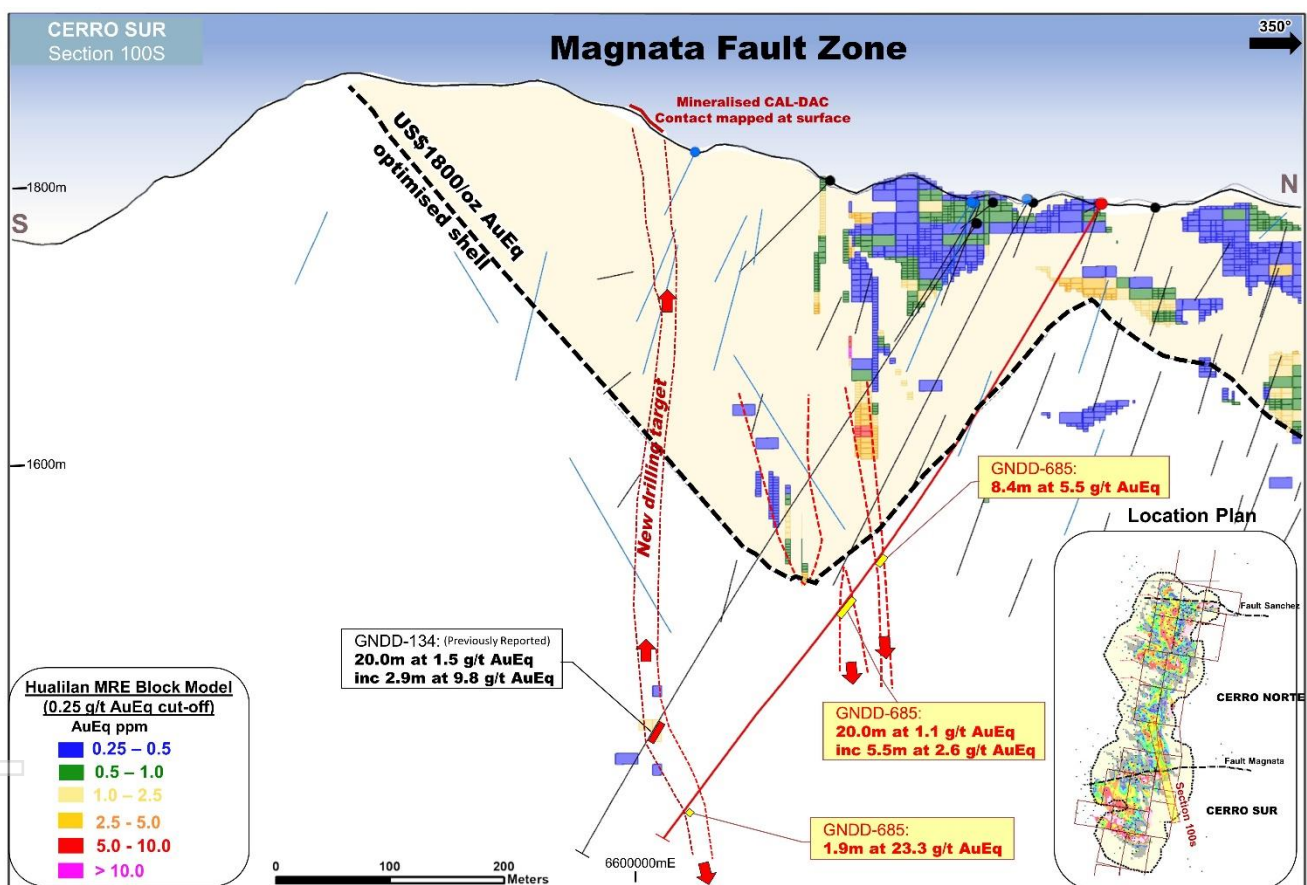 CERRO SUR
Section 100S
Magnata Fault Zone
350°
Mineralised CAL-DAC
Contact mapped at surface
US$1800/oz AuEq
optimised shell
1800m
S
N
1600m
New drilling target
GNDD-685:
8.4m at 5.5 g/t AuEq
GNDD-134: (Previously Reported)
20.0m at 1.5 g/t AuEq
inc 2.9m at 9.8 g/t AuEq
GNDD-685:
20.0m at 1.1 g/t AuEq
inc 5.5m at 2.6 g/t AuEq
GNDD-685:
1.9m at 23.3 g/t AuEq
Hualilan MRE Block Model
(0.25 g/t AuEq cut-off)
AuEq ppm
0.25 – 0.5
0.5 – 1.0
1.0 – 2.5
2.5 - 5.0
5.0 - 10.0
> 10.0
0 100 200
Meters
6600000mE
Location Plan
Fault Sanchez
CERRO NORTE
Fault Magnata
CERRO SUR
Section 100s